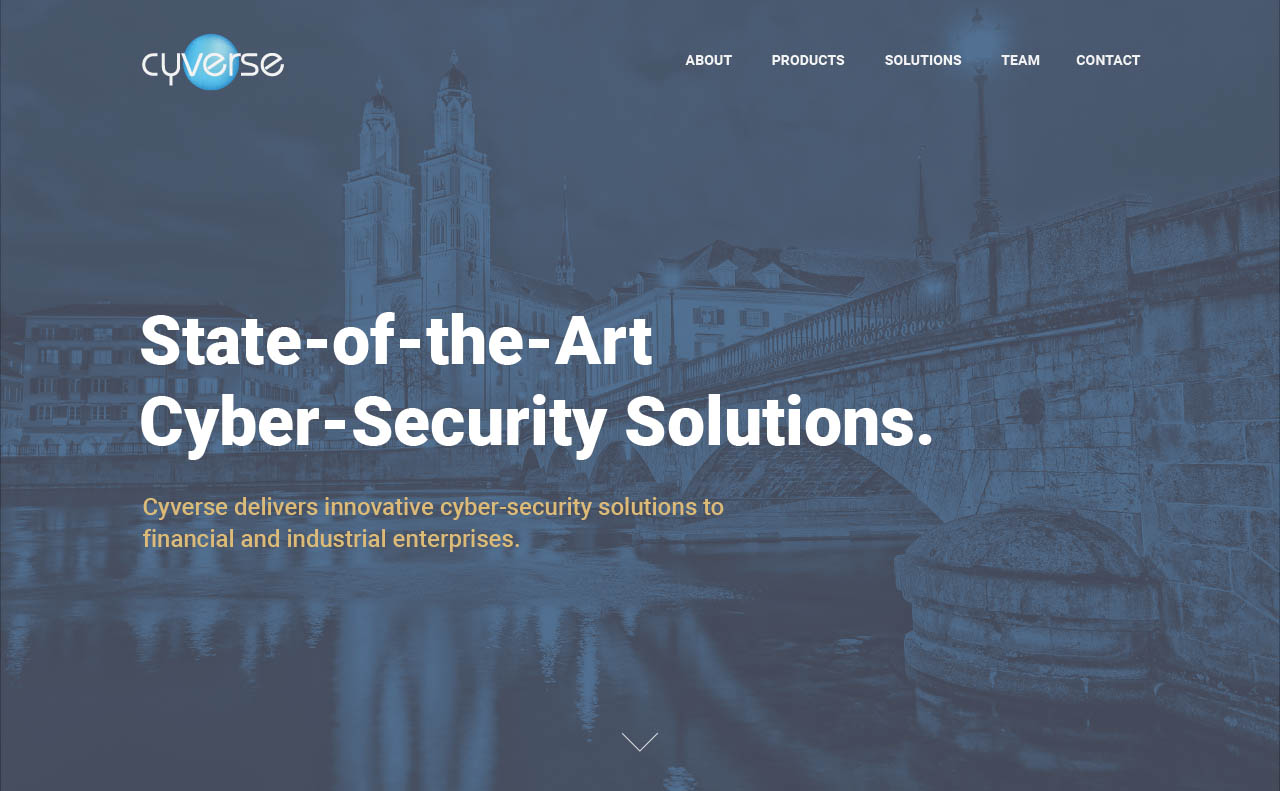 cyverse
ABOUT PRODUCTS SOLUTIONS TEAM CONTACT
State-of-the-Art
Cyber-Security Solutions.
Cyverse delivers innovative cyber-security solutions to
financial and industrial enterprises.